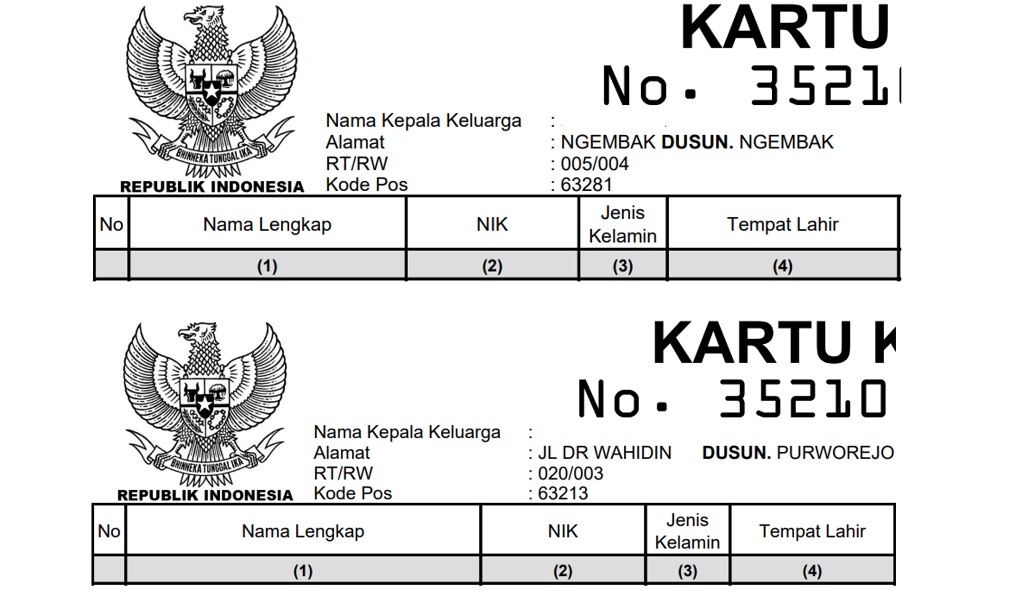 KARTU
No. 3521
Nama Kepala Keluarga :
Alamat : NGEMBAK DUSUN. NGEMBAK
RT/RW : 005/004
Kode Pos : 63281
BHINNEKA TUNGGAL IKA
REPUBLIK INDONESIA
No Nama Lengkap NIK Jenis Kelamin Tempat Lahir
(1) (2) (3) (4)
KARTU K
No. 35210
Nama Kepala Keluarga :
Alamat : JL DR WAHIDIN DUSUN. PURWOREJO
RT/RW : 020/003
Kode Pos : 63213
BHINNEKA TUNGGAL IKA
REPUBLIK INDONESIA
No Nama Lengkap NIK Jenis Kelamin Tempat Lahir
(1) (2) (3) (4)